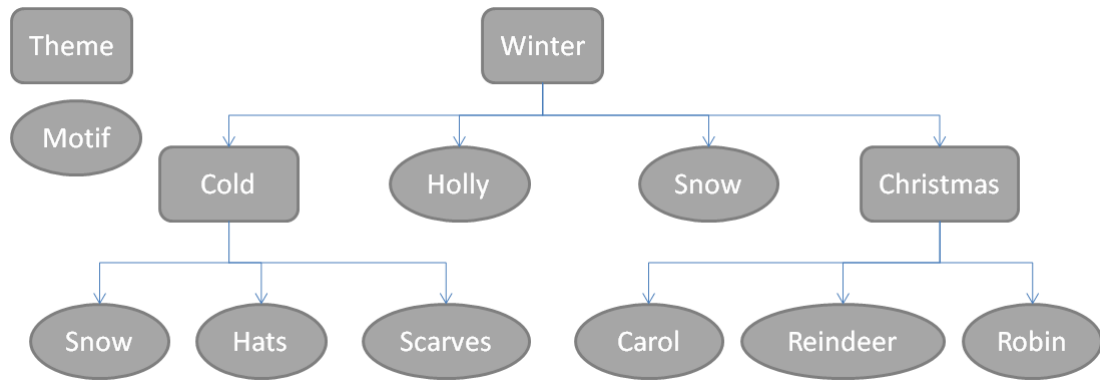 Theme
Winter
Motif
Cold
Holly
Snow
Christmas
Snow
Hats
Scarves
Carol
Reindeer
Robin